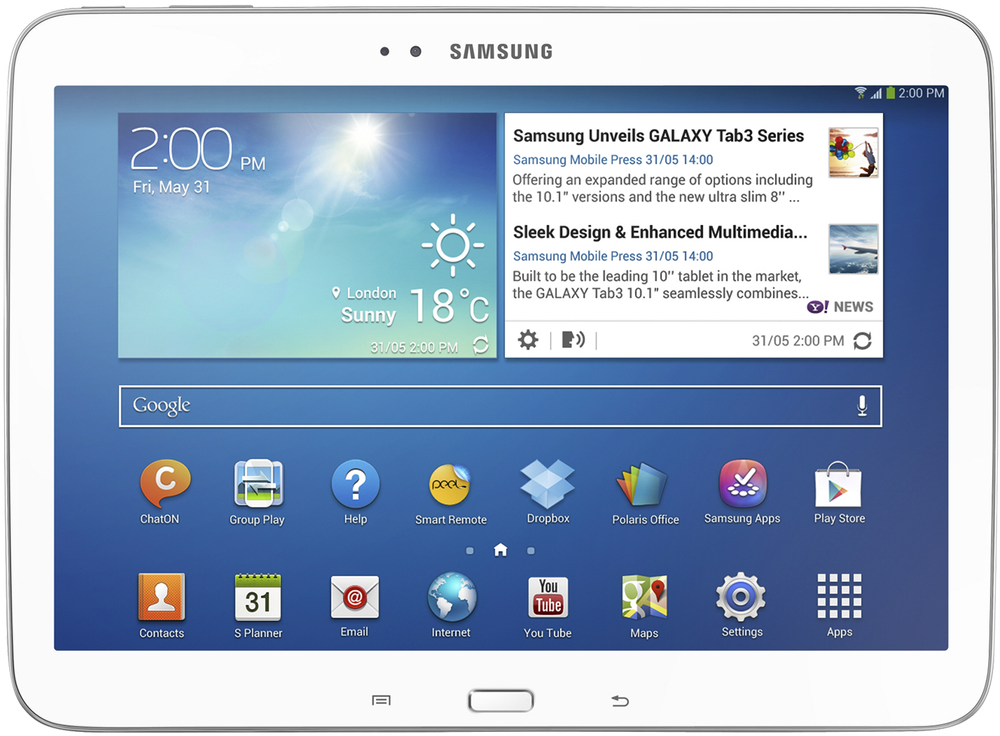 SAMSUNG
2:00 PM
2:00 PM
Fri, May 31
London
Sunny
18°C
31/05 2:00 PM
Samsung Unveils GALAXY Tab3 Series
Samsung Mobile Press 31/05 14:00
Offering an expanded range of options including
the 10.1" versions and the new ultra slim 8'' ...
Sleek Design & Enhanced Multimedia...
Samsung Mobile Press 31/05 14:00
Built to be the leading 10'' tablet in the market,
the GALAXY Tab3 10.1" seamlessly combines...
Y! NEWS
31/05 2:00 PM
Google
C
?
peel
ChatON
Group Play
Help
Smart Remote
Dropbox
Polaris Office
Samsung Apps
Play Store
31
@
You
Tube
g
Contacts
S Planner
Email
Internet
You Tube
Maps
Settings
Apps